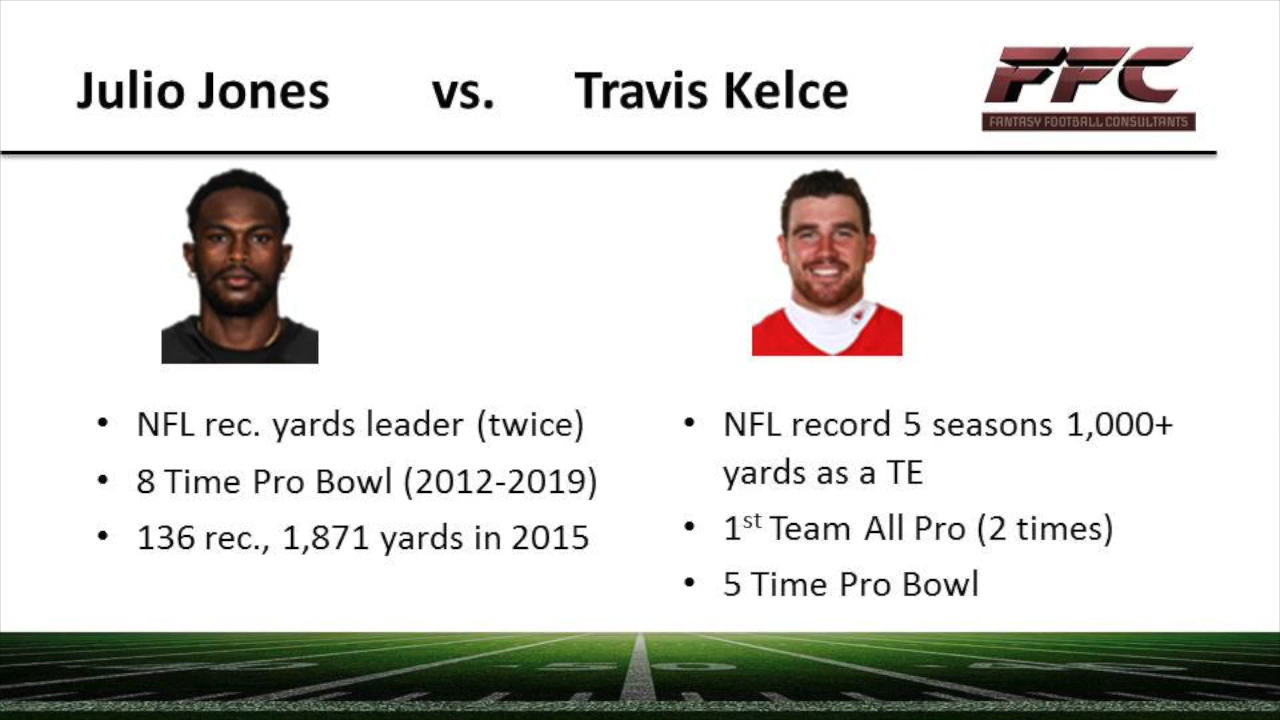 Julio Jones vs. Travis Kelce
FFC
FANTASY FOOTBALL CONSULTANTS
• NFL rec. yards leader (twice)
• 8 Time Pro Bowl (2012-2019)
• 136 rec., 1,871 yards in 2015
• NFL record 5 seasons 1,000+
yards as a TE
• 1st Team All Pro (2 times)
• 5 Time Pro Bowl
50